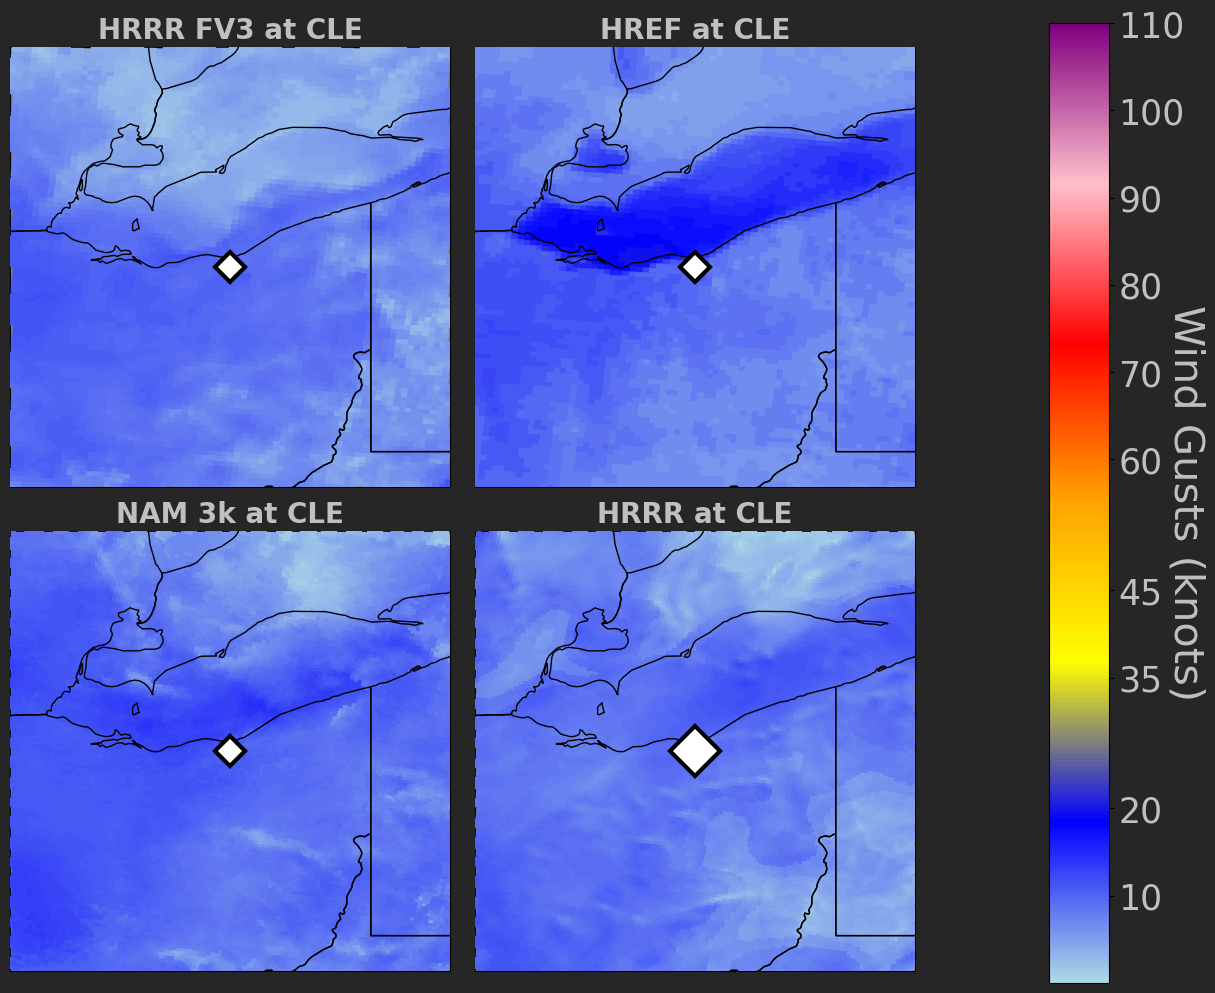 HRRR FV3 at CLE
HREF at CLE
NAM 3k at CLE
HRRR at CLE
110
100
90
80
70
60
45
35
20
10
Wind Gusts (knots)